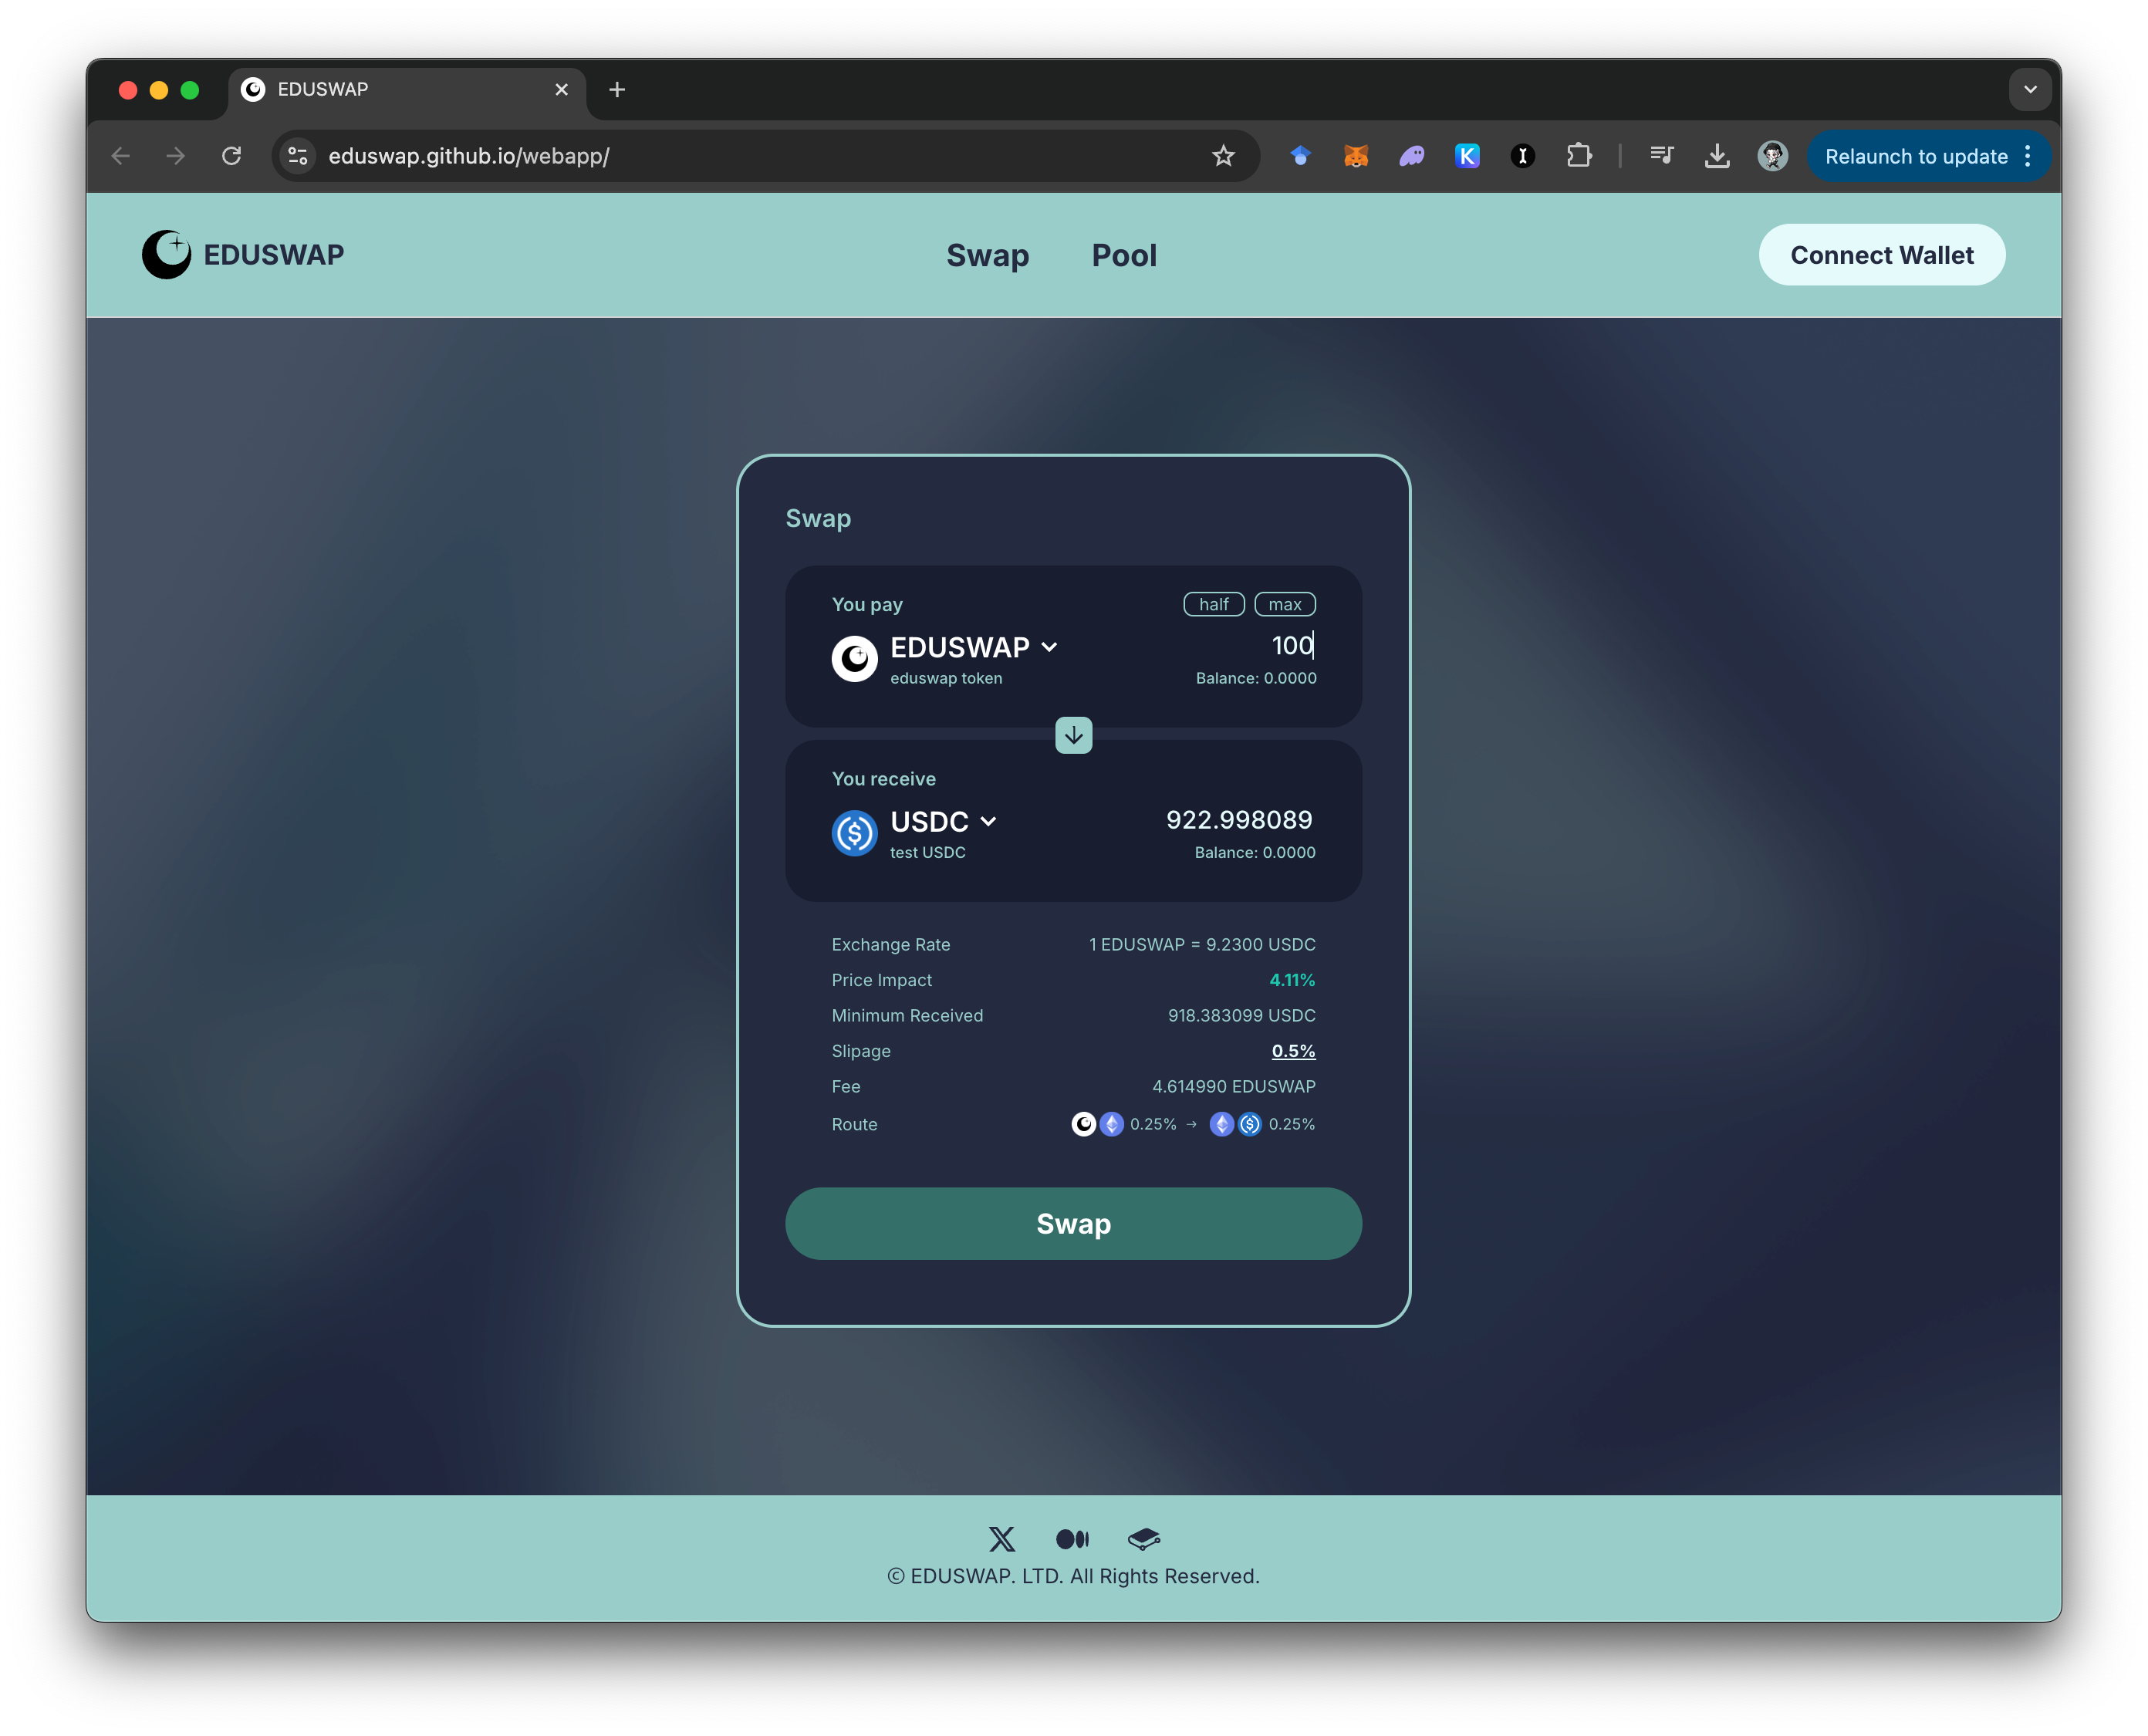 EDUSWAP
eduswap.github.io/webapp/
Relaunch to update
EDUSWAP
Swap
Pool
Connect Wallet
Swap
You pay
half
max
EDUSWAP
100
eduswap token
Balance: 0.0000
You receive
USDC
922.998089
test USDC
Balance: 0.0000
Exchange Rate
1 EDUSWAP = 9.2300 USDC
Price Impact
4.11%
Minimum Received
918.383099 USDC
Slipage
0.5%
Fee
4.614990 EDUSWAP
Route
0.25% → 0.25%
Swap
© EDUSWAP. LTD. All Rights Reserved.